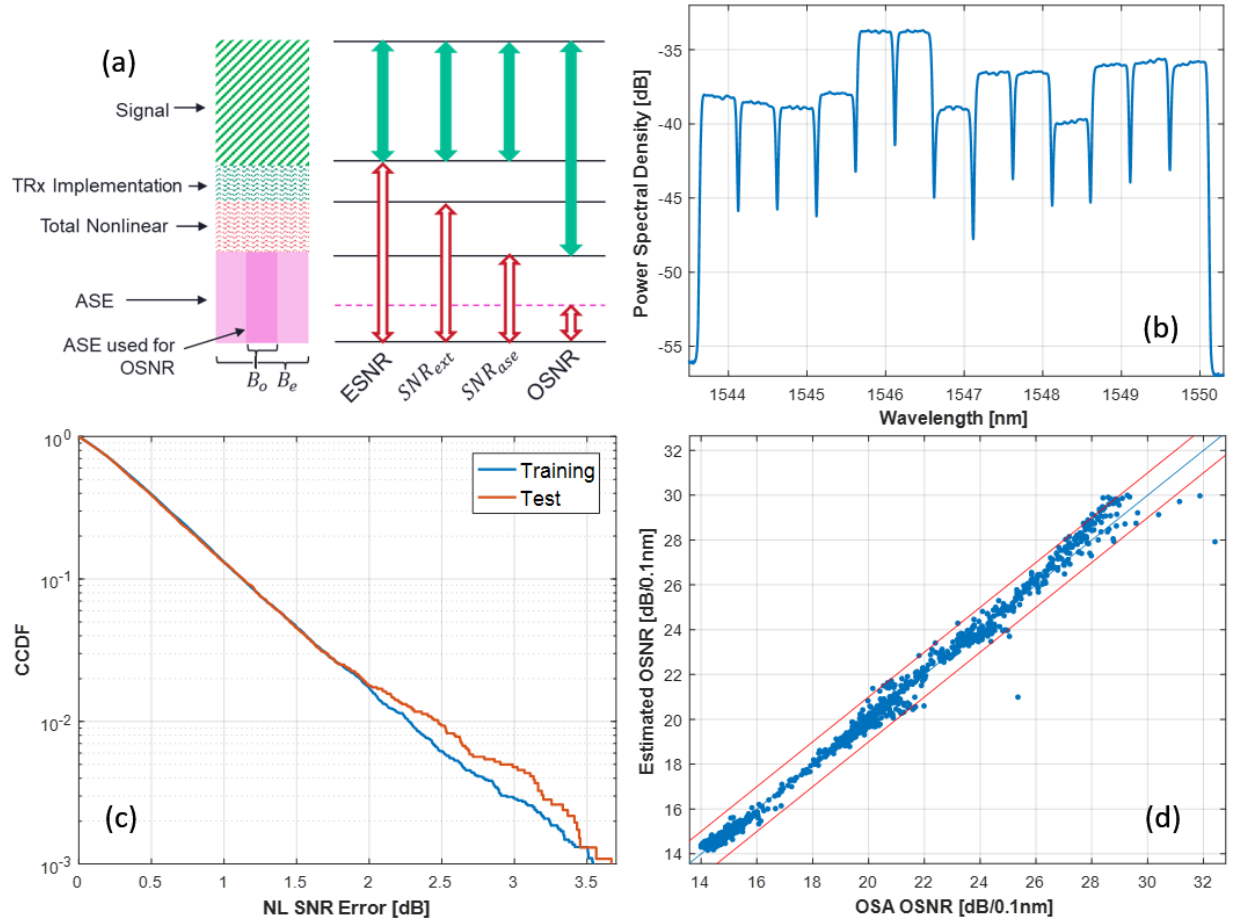 (a)
Signal
TRx Implementation
Total Nonlinear
ASE
ASE used for
OSNR
B_o B_e
ESNR
SNR_ext
SNR_ase
OSNR
-35
-40
-45
-50
-55
Power Spectral Density [dB]
(b)
1544 1545 1546 1547 1548 1549 1550
Wavelength [nm]
10^0
10^-1
10^-2
10^-3
CCDF
Training
Test
(c)
0 0.5 1 1.5 2 2.5 3 3.5
NL SNR Error [dB]
32
30
28
26
24
22
20
18
16
14
Estimated OSNR [dB/0.1nm]
(d)
14 16 18 20 22 24 26 28 30 32
OSA OSNR [dB/0.1nm]